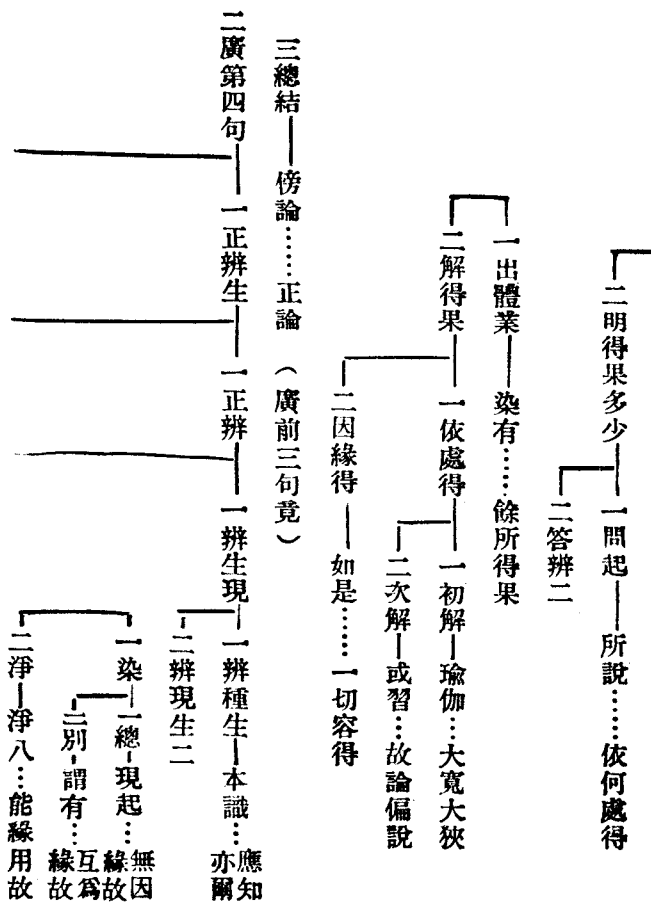 二明得果多少
一問起
所說……依何處得
二答辨二
一出體業
染有……餘所得果
二解得果
一依處得
一初解
瑜伽…大寬大狹
二次解
或習…故論偏說
二因緣得
如是……一切容得
三總結
傍論……正論
(廣前三句竟)
二廣第四句
一正辨生
一正辨
一辨生現
一辨種生
本識…應知亦爾
二辨現生二
一染
一總
現起…無因緣故
二別
謂有…互爲緣故
二淨
淨八…能緣用故